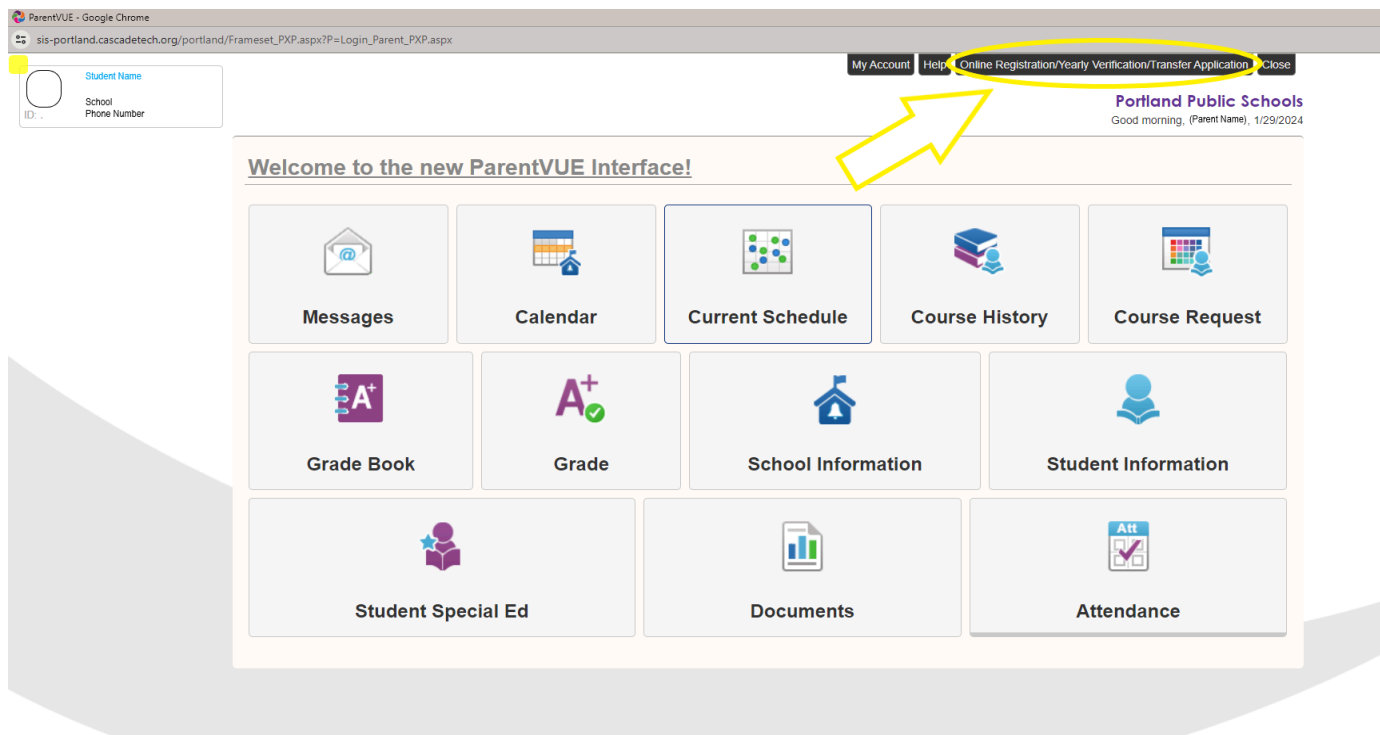 ParentVUE - Google Chrome
sis-portland.cascadetech.org/portland/Frameset_PXP.aspx?P=Login_Parent_PXP.aspx
My Account Help Online Registration/Yearly Verification/Transfer Application Close
Student Name
School
ID: . Phone Number
Portland Public Schools
Good morning, (Parent Name), 1/29/2024
Welcome to the new ParentVUE Interface!
@
Messages Calendar Current Schedule Course History Course Request
A+ A+
Grade Book Grade School Information Student Information
Att
Student Special Ed Documents Attendance